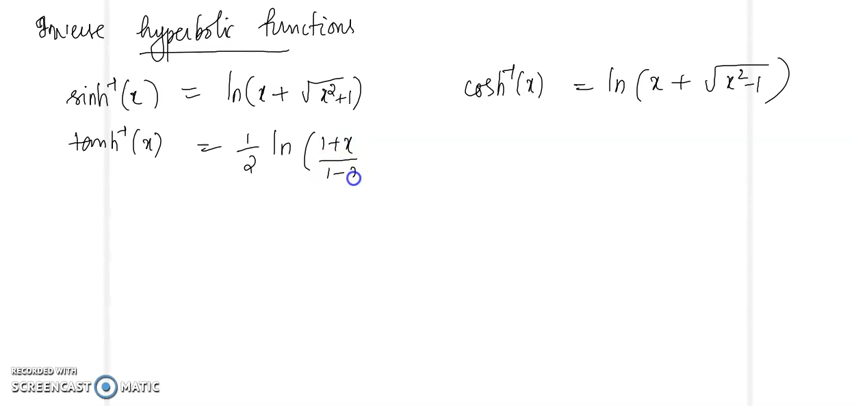 Inverse hyperbolic functions
sinh⁻¹(x) = ln(x + √x²+1)
cosh⁻¹(x) = ln(x + √x²-1)
tanh⁻¹(x) = 1/2 ln(1+x/1-
RECORDED WITH
SCREENCAST MATIC